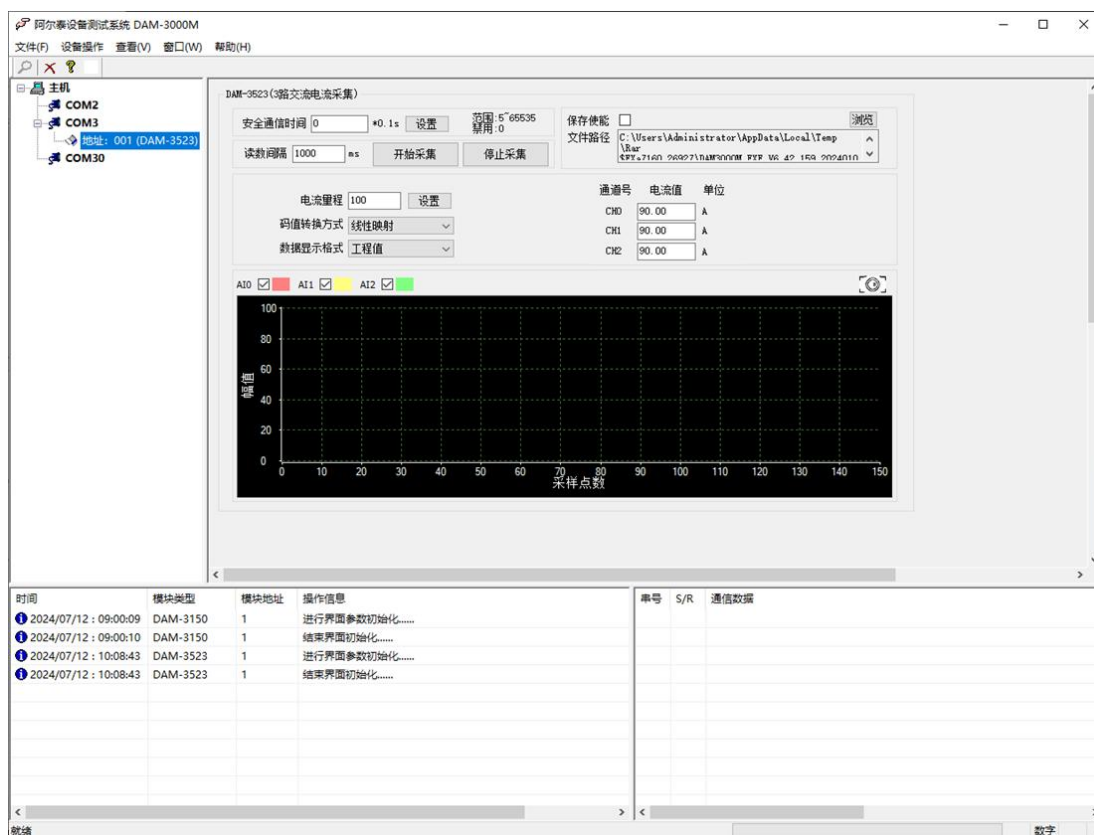 阿尔泰设备测试系统 DAM-3000M
文件(F) 设备操作 查看(V) 窗口(W) 帮助(H)
主机
COM2
COM3
地址：001 (DAM-3523)
COM30
DAM-3523(3路交流电流采集)
安全通信时间 0 *0.1s 设置 范围:5~65535
禁用:0
读数间隔 1000 ms 开始采集 停止采集
保存使能 浏览
文件路径 C:\Users\Administrator\AppData\Local\Temp
\Rar
$EXa7160.26927\DAM3000M_EXE_V6.42.159_2024010
电流量程 100 设置
码值转换方式 线性映射
数据显示格式 工程值
通道号 电流值 单位
CH0 90.00 A
CH1 90.00 A
CH2 90.00 A
AI0 AI1 AI2
幅值
100
80
60
40
20
0
0 10 20 30 40 50 60 70 80 90 100 110 120 130 140 150
采样点数
时间 模块类型 模块地址 操作信息
2024/07/12 : 09:00:09 DAM-3150 1 进行界面参数初始化......
2024/07/12 : 09:00:10 DAM-3150 1 结束界面初始化......
2024/07/12 : 10:08:43 DAM-3523 1 进行界面参数初始化......
2024/07/12 : 10:08:43 DAM-3523 1 结束界面初始化......
串号 S/R 通信数据
就绪
数字